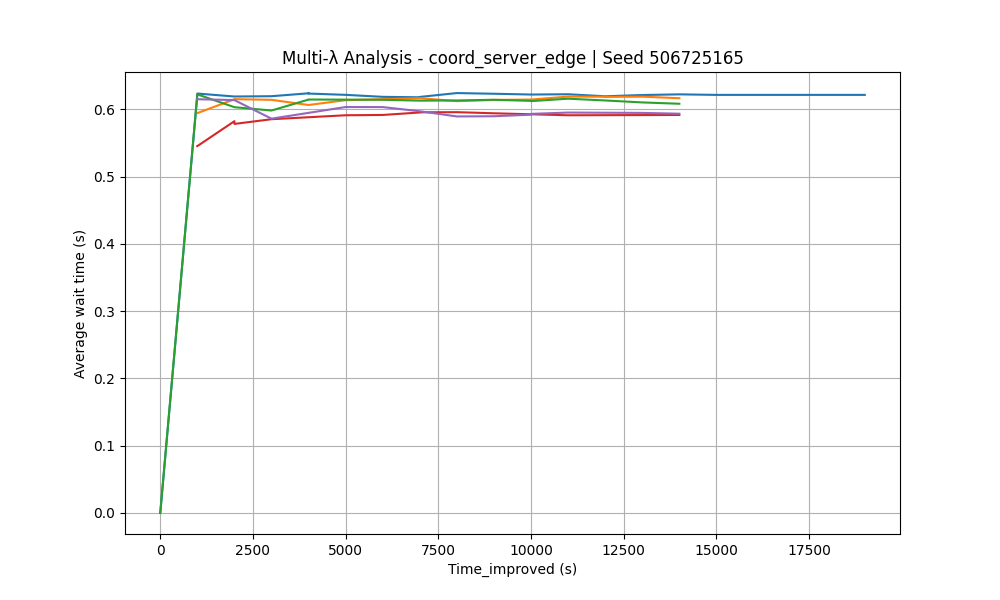 Multi-λ Analysis - coord_server_edge | Seed 506725165
Average wait time (s)
0.6
0.5
0.4
0.3
0.2
0.1
0.0
0 2500 5000 7500 10000 12500 15000 17500
Time_improved (s)